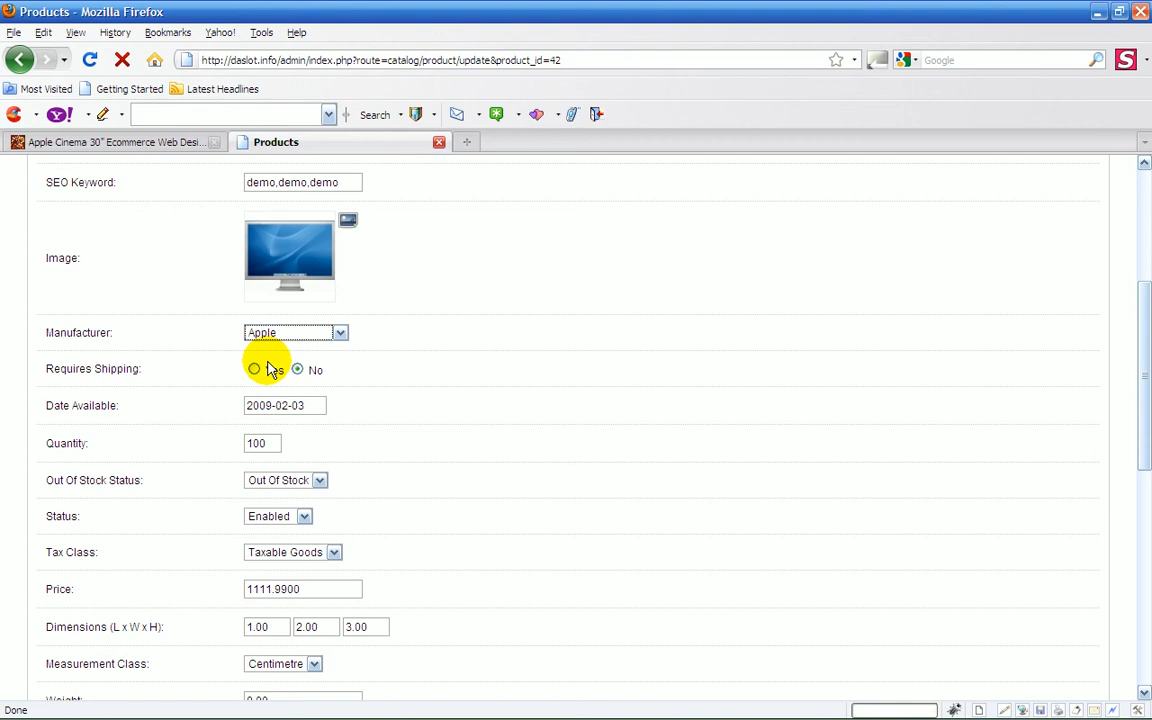 Products - Mozilla Firefox
File Edit View History Bookmarks Yahoo! Tools Help
http://daslot.info/admin/index.php?route=catalog/product/update&product_id=42
Google
S
Most Visited Getting Started Latest Headlines
Y! Search
Apple Cinema 30" Ecommerce Web Desi... Products
SEO Keyword: demo,demo,demo
Image:
Manufacturer: Apple
Requires Shipping: Yes No
Date Available: 2009-02-03
Quantity: 100
Out Of Stock Status: Out Of Stock
Status: Enabled
Tax Class: Taxable Goods
Price: 1111.9900
Dimensions (L x W x H): 1.00 2.00 3.00
Measurement Class: Centimetre
Weight: 0.00
Done